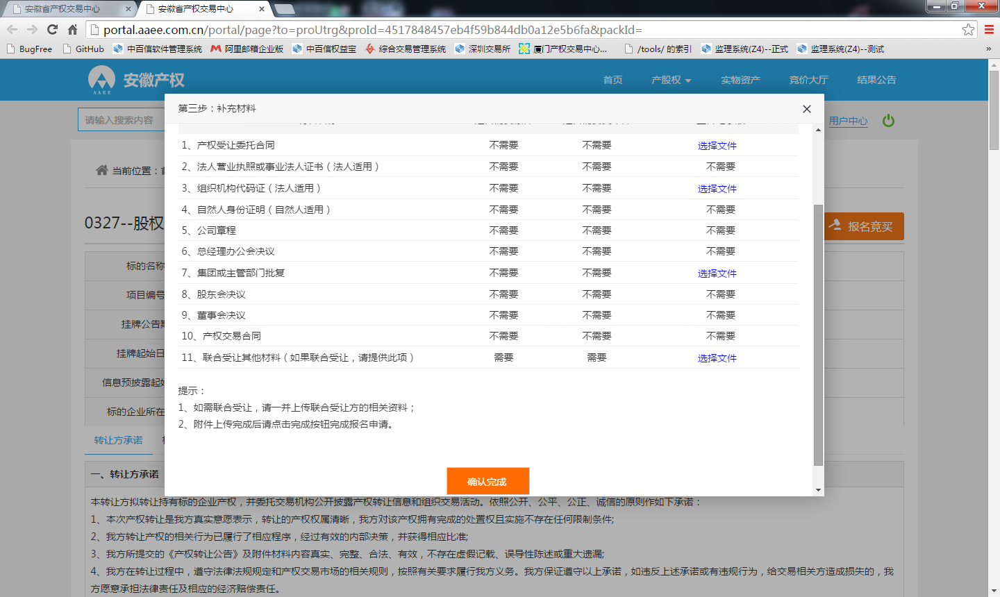 安徽省产权交易中心
安徽省产权交易中心
portal.aaee.com.cn/portal/page?to=proUtrg&proId=4517848457eb4f59b844db0a12e5b6fa&packId=
BugFree GitHub 中百信软件管理系统 阿里邮箱企业版 中百信权益宝 综合交易管理系统 深圳交易所 厦门产权交易中心... /tools/ 的索引 监理系统(Z4)--正式 监理系统(Z4)--测试 »
AAEE 安徽产权 首页 产股权 实物资产 竞价大厅 结果公告
请输入搜索内容 用户中心
第三步：补充材料
当前位置：
1、产权受让委托合同 不需要 不需要 选择文件
2、法人营业执照或事业法人证书（法人适用） 不需要 不需要 不需要
3、组织机构代码证（法人适用） 不需要 不需要 选择文件
4、自然人身份证明（自然人适用） 不需要 不需要 不需要
5、公司章程 不需要 不需要 不需要
6、总经理办公会决议 不需要 不需要 不需要
7、集团或主管部门批复 不需要 不需要 选择文件
8、股东会决议 不需要 不需要 不需要
9、董事会决议 不需要 不需要 不需要
10、产权交易合同 不需要 不需要 不需要
11、联合受让其他材料（如果联合受让，请提供此项） 需要 需要 选择文件
提示：
1、如需联合受让，请一并上传联合受让方的相关资料；
2、附件上传完成后请点击完成按钮完成报名申请。
确认完成
0327--股权
报名竞买
标的名称
项目编号
挂牌公告期
挂牌起始日
信息预披露起始
标的企业所在
转让方承诺
一、转让方承诺
本转让方拟转让持有标的企业产权，并委托交易机构公开披露产权转让信息和组织交易活动。依照公开、公平、公正、诚信的原则作如下承诺：
1、本次产权转让是我方真实意愿表示，转让的产权权属清晰，我方对该产权拥有完成的处置权且实施不存在任何限制条件;
2、我方转让产权的相关行为已履行了相应程序，经过有效的内部决策，并获得相应比准;
3、我方所提交的《产权转让公告》及附件材料内容真实、完整、合法、有效，不存在虚假记载、误导性陈述或重大遗漏;
4、我方在转让过程中，遵守法律法规规定和产权交易市场的相关规则，按照有关要求履行我方义务。我方保证遵守以上承诺，如违反上述承诺或有违规行为，给交易相关方造成损失的，我
方愿意承担法律责任及相应的经济赔偿责任。